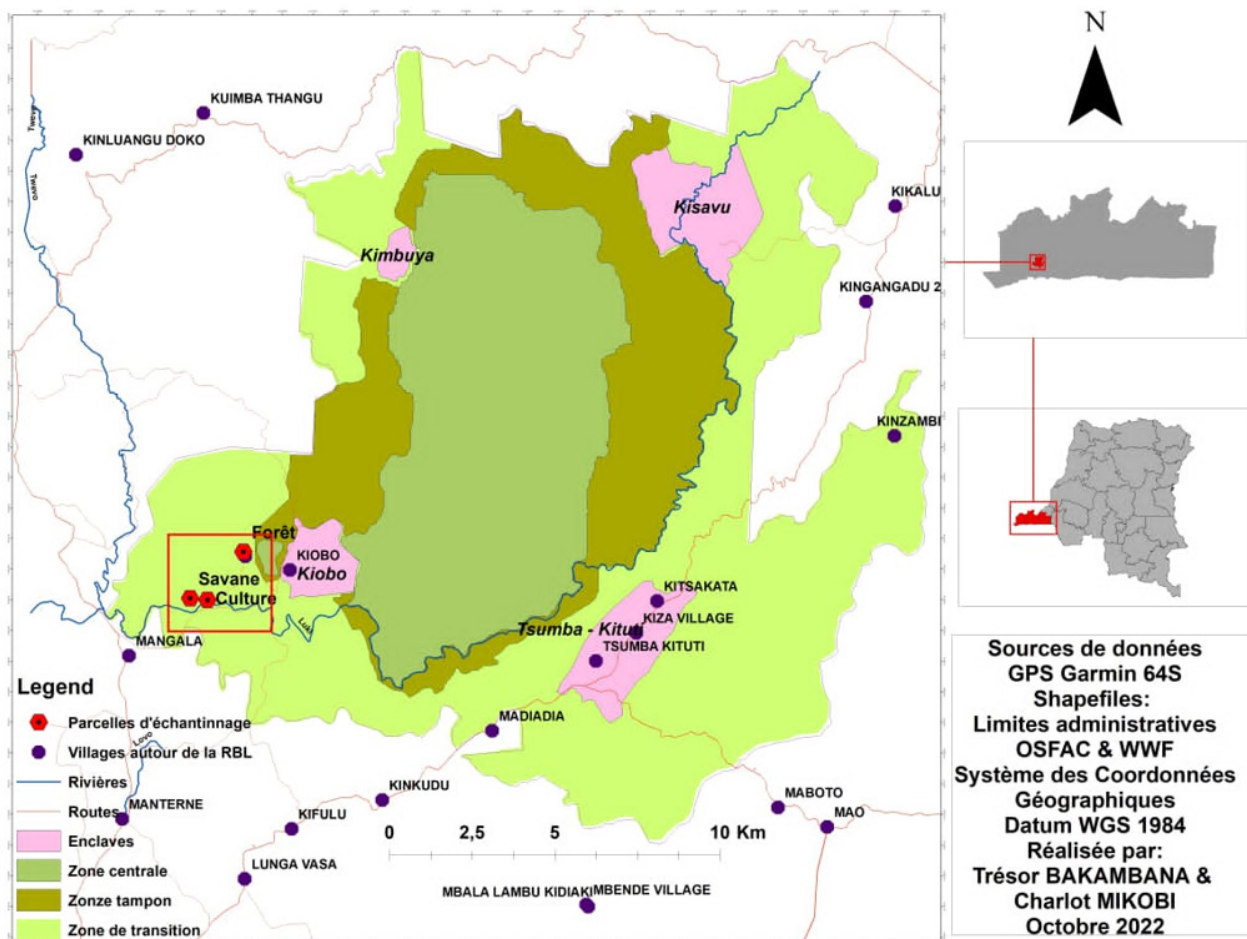 N
KUIMBA THANGU
KINLUANGU DOKO
Twavo
KIKALU
Kisavu
Kimbuya
KINGANGADU 2
KINZAMBI
Forêt
KIOBO
Kiobo
Savane
Culture
KITSAKATA
Luki
KIZA VILLAGE
Tsumba - Kituti
TSUMBA KITUTI
MANGALA
MADIADIA
Lovo
MANTERNE
KINKUDU
KIFULU
MABOTO
MAO
LUNGA VASA
MBALA LAMBU KIDIAKI
MBENDE VILLAGE
0 2,5 5 10 Km
Legend
Parcelles d'échantinnage
Villages autour de la RBL
Rivières
Routes
Enclaves
Zone centrale
Zonze tampon
Zone de transition
Sources de données
GPS Garmin 64S
Shapefiles:
Limites administratives
OSFAC & WWF
Système des Coordonnées
Géographiques
Datum WGS 1984
Réalisée par:
Trésor BAKAMBANA &
Charlot MIKOBI
Octobre 2022